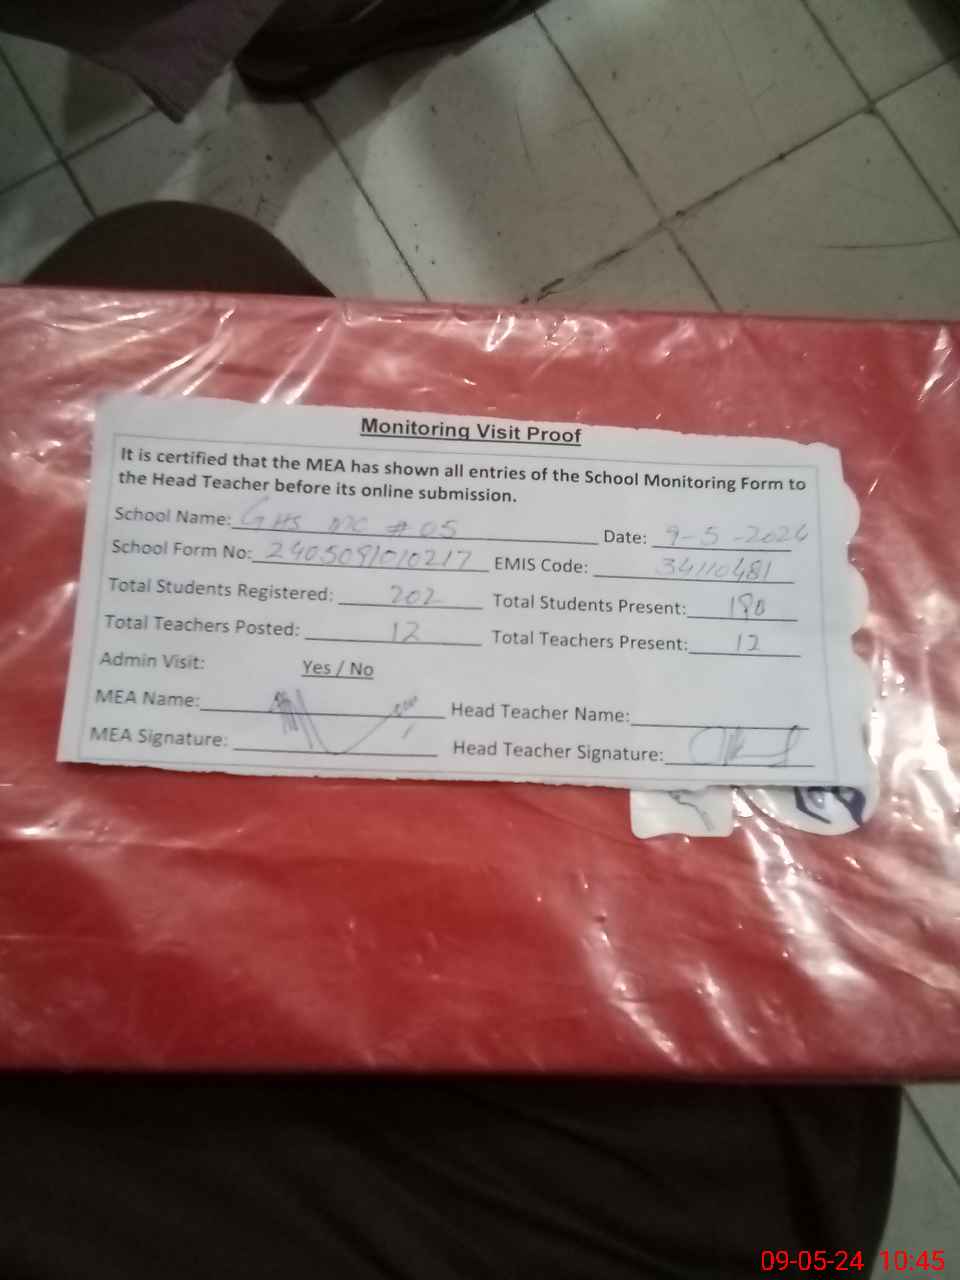 Monitoring Visit Proof
It is certified that the MEA has shown all entries of the School Monitoring Form to
the Head Teacher before its online submission.
School Name: GHS MC # 05 Date: 9-5-2024
School Form No: 2405091010217 EMIS Code: 34110481
Total Students Registered: 202 Total Students Present: 190
Total Teachers Posted: 12 Total Teachers Present: 12
Admin Visit: Yes / No
MEA Name: Head Teacher Name:
MEA Signature: Head Teacher Signature:
09-05-24 10:45